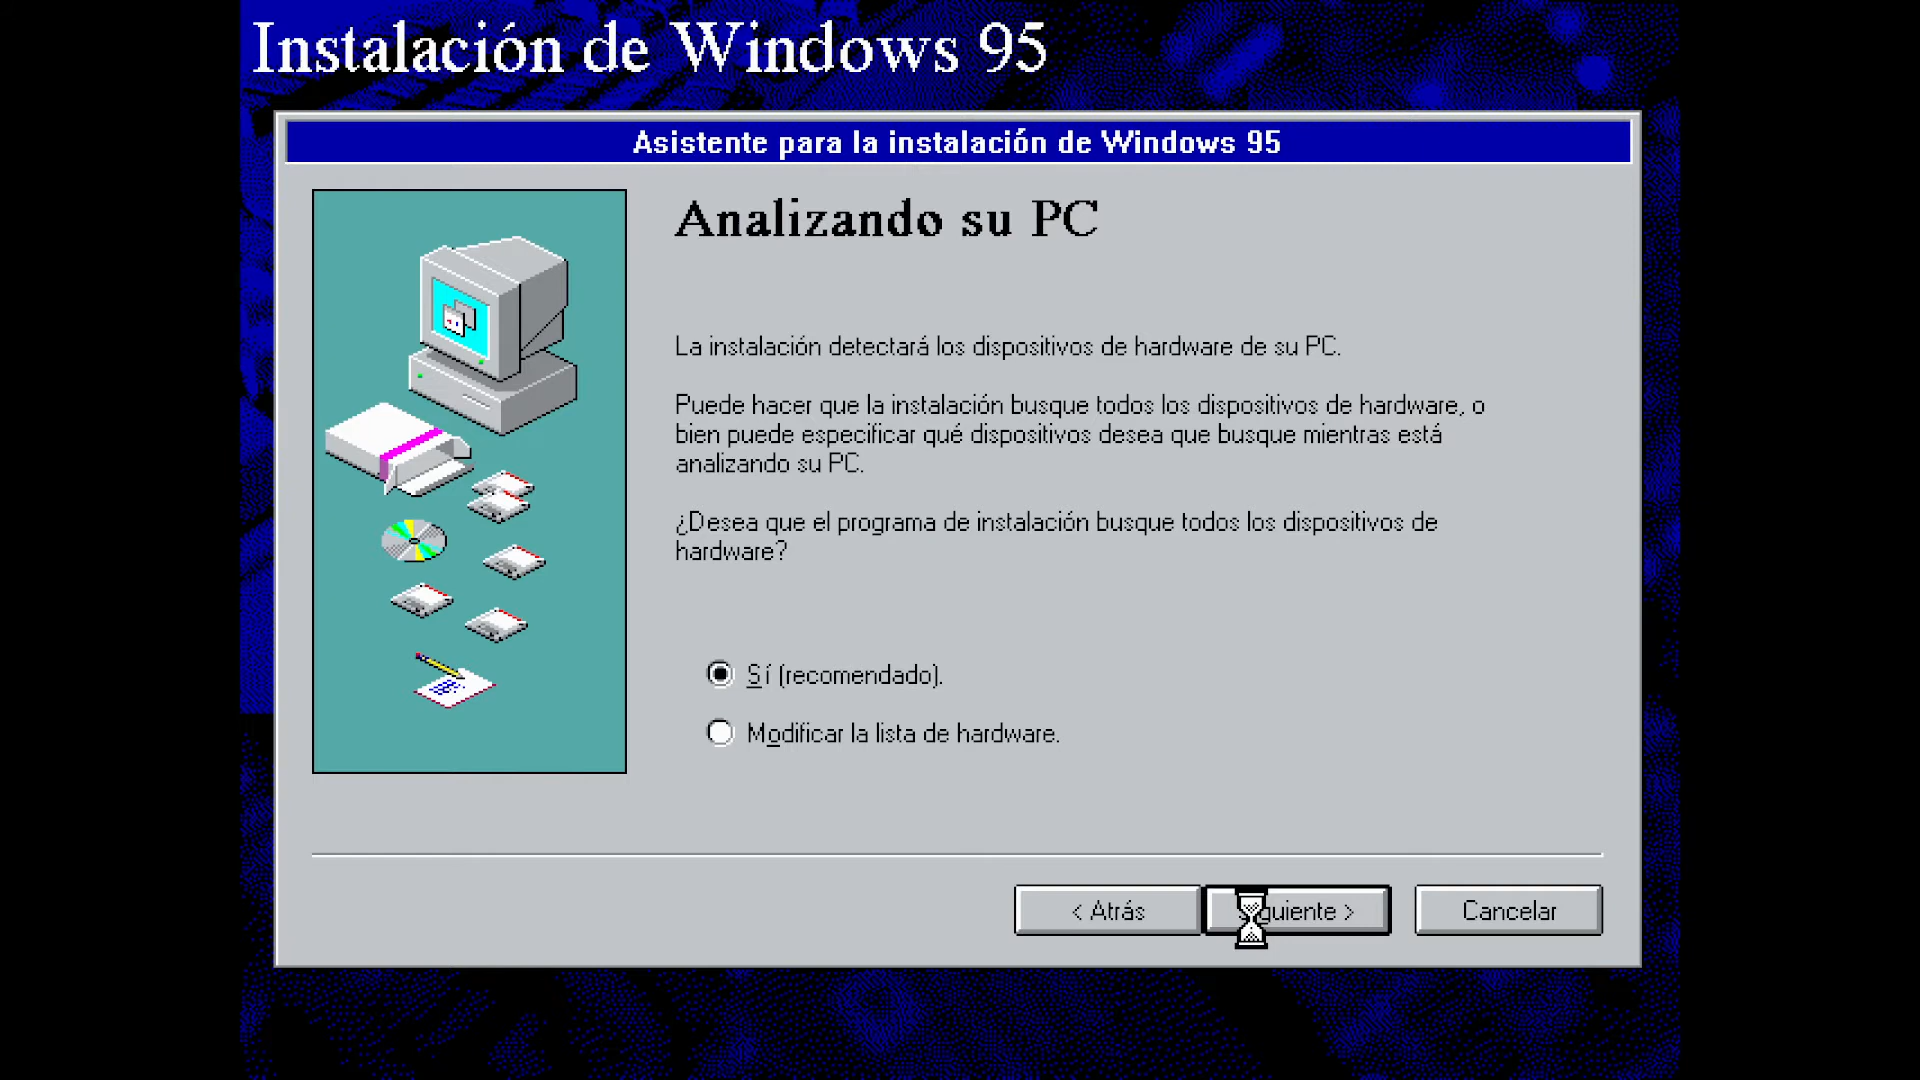 Instalación de Windows 95
Asistente para la instalación de Windows 95
Analizando su PC
La instalación detectará los dispositivos de hardware de su PC.
Puede hacer que la instalación busque todos los dispositivos de hardware, o
bien puede especificar qué dispositivos desea que busque mientras está
analizando su PC.
¿Desea que el programa de instalación busque todos los dispositivos de
hardware?
Sí (recomendado).
Modificar la lista de hardware.
< Atrás
Siguiente >
Cancelar